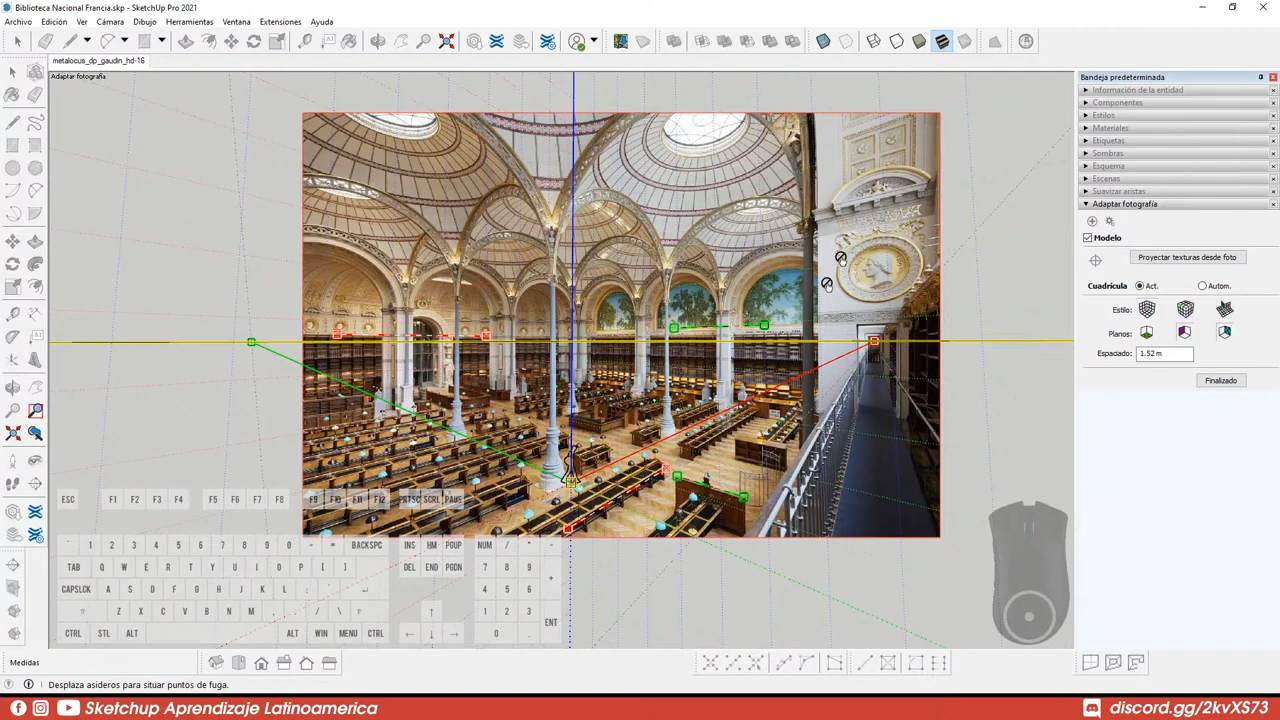 Biblioteca Nacional Francia.skp - SketchUp Pro 2021
Archivo Edición Ver Cámara Dibujo Herramientas Ventana Extensiones Ayuda
metalocus_dp_gaudin_hd-16
Adaptar fotografía
Bandeja predeterminada
Información de la entidad
Componentes
Estilos
Materiales
Etiquetas
Sombras
Esquema
Escenas
Suavizar aristas
Adaptar fotografía
Modelo
Proyectar texturas desde foto
Cuadrícula Act. Autom.
Estilo:
Planos:
Espaciado: 1.52 m
Finalizado
ESC F1 F2 F3 F4 F5 F6 F7 F8 F9 F10 F11 F12 PRTSC SCRL PAUS
` 1 2 3 4 5 6 7 8 9 0 - = BACKSPC INS HM PGUP NUM / * -
TAB Q W E R T Y U I O P [ ] DEL END PGDN 7 8 9 +
CAPSLCK A S D F G H J K L ; ' 4 5 6
Z X C V B N M , . / \ 1 2 3
CTRL STL ALT ALT WIN MENU CTRL 0 . ENT
Medidas
Desplaza asideros para situar puntos de fuga.
Sketchup Aprendizaje Latinoamerica
discord.gg/2kvXS73